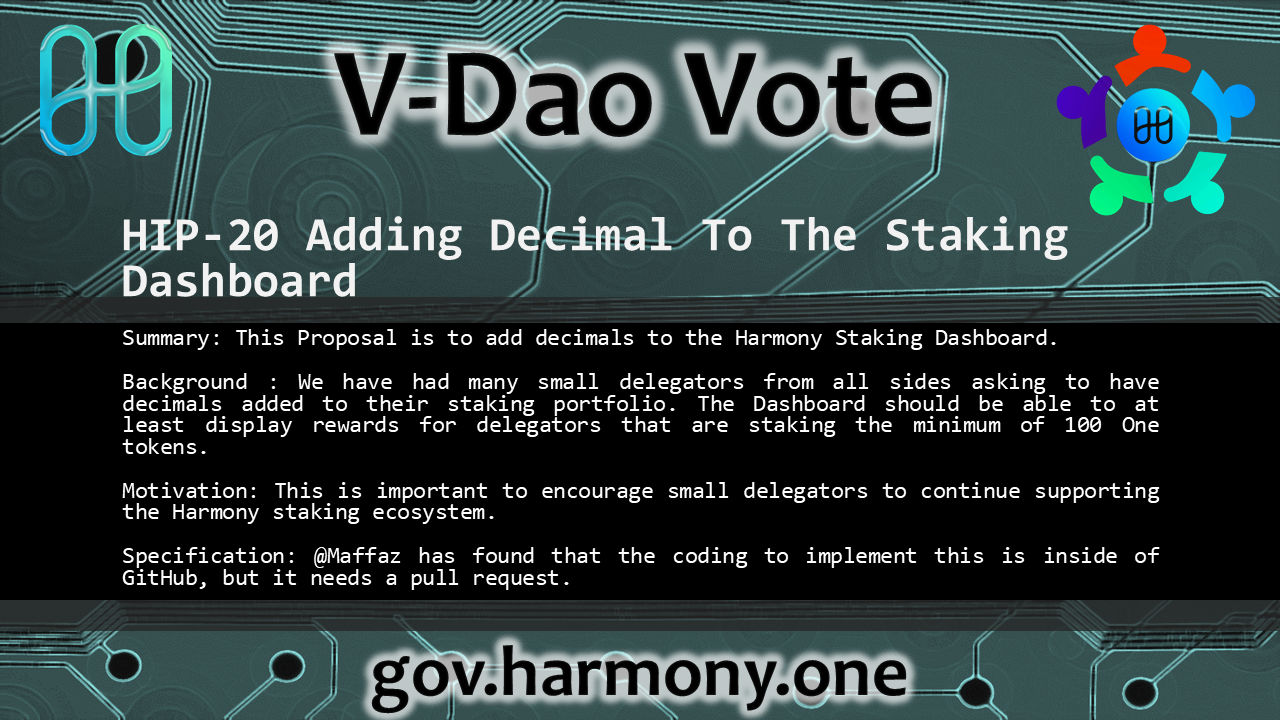 V-Dao Vote
HIP-20 Adding Decimal To The Staking
Dashboard
Summary: This Proposal is to add decimals to the Harmony Staking Dashboard.
Background : We have had many small delegators from all sides asking to have
decimals added to their staking portfolio. The Dashboard should be able to at
least display rewards for delegators that are staking the minimum of 100 One
tokens.
Motivation: This is important to encourage small delegators to continue supporting
the Harmony staking ecosystem.
Specification: @Maffaz has found that the coding to implement this is inside of
GitHub, but it needs a pull request.
gov.harmony.one